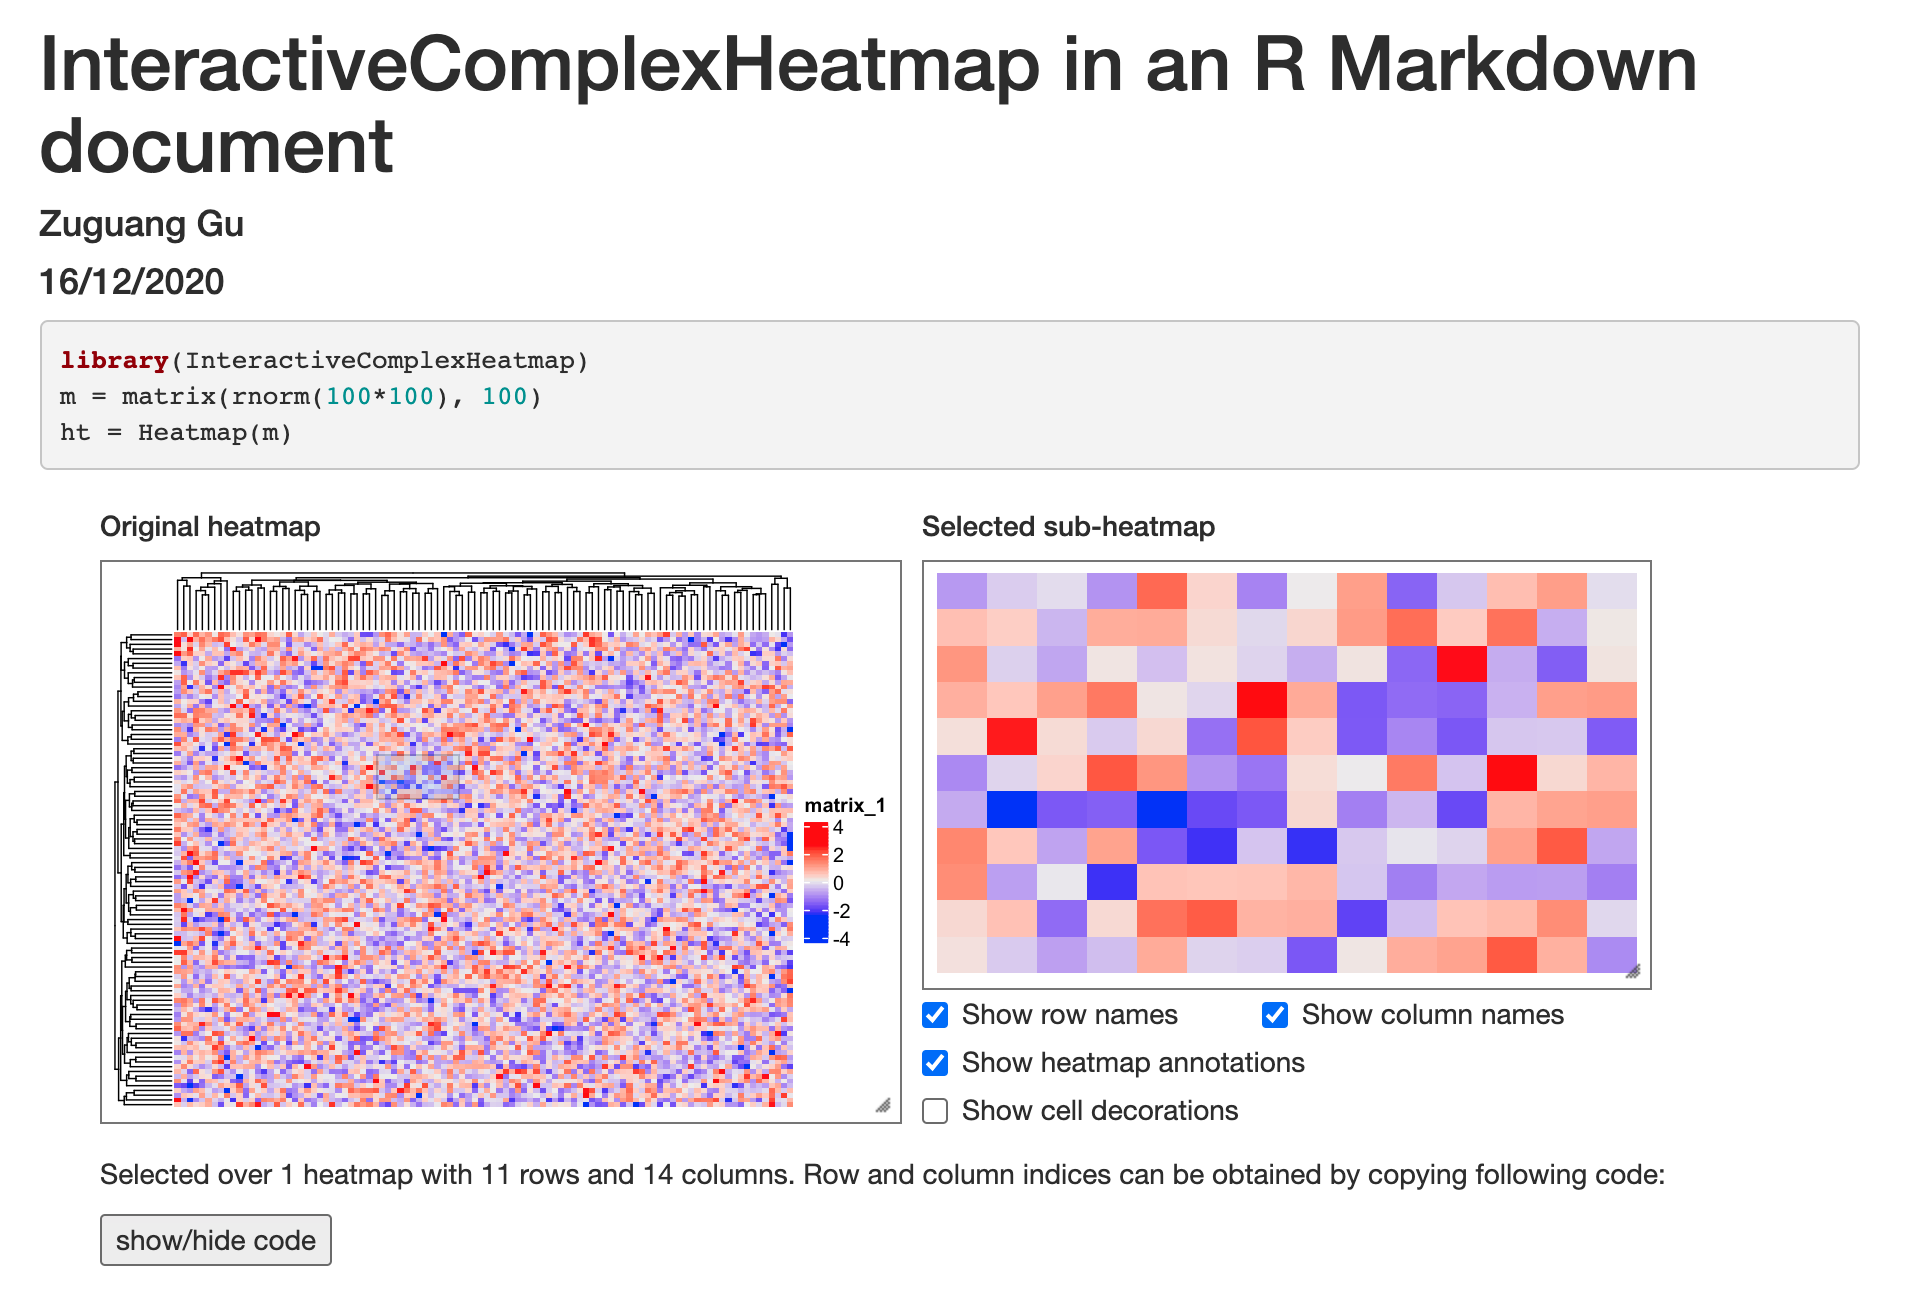 InteractiveComplexHeatmap in an R Markdown
document
Zuguang Gu
16/12/2020
library(InteractiveComplexHeatmap)
m = matrix(rnorm(100*100), 100)
ht = Heatmap(m)
Original heatmap
Selected sub-heatmap
matrix_1
4
2
0
-2
-4
Show row names
Show column names
Show heatmap annotations
Show cell decorations
Selected over 1 heatmap with 11 rows and 14 columns. Row and column indices can be obtained by copying following code:
show/hide code